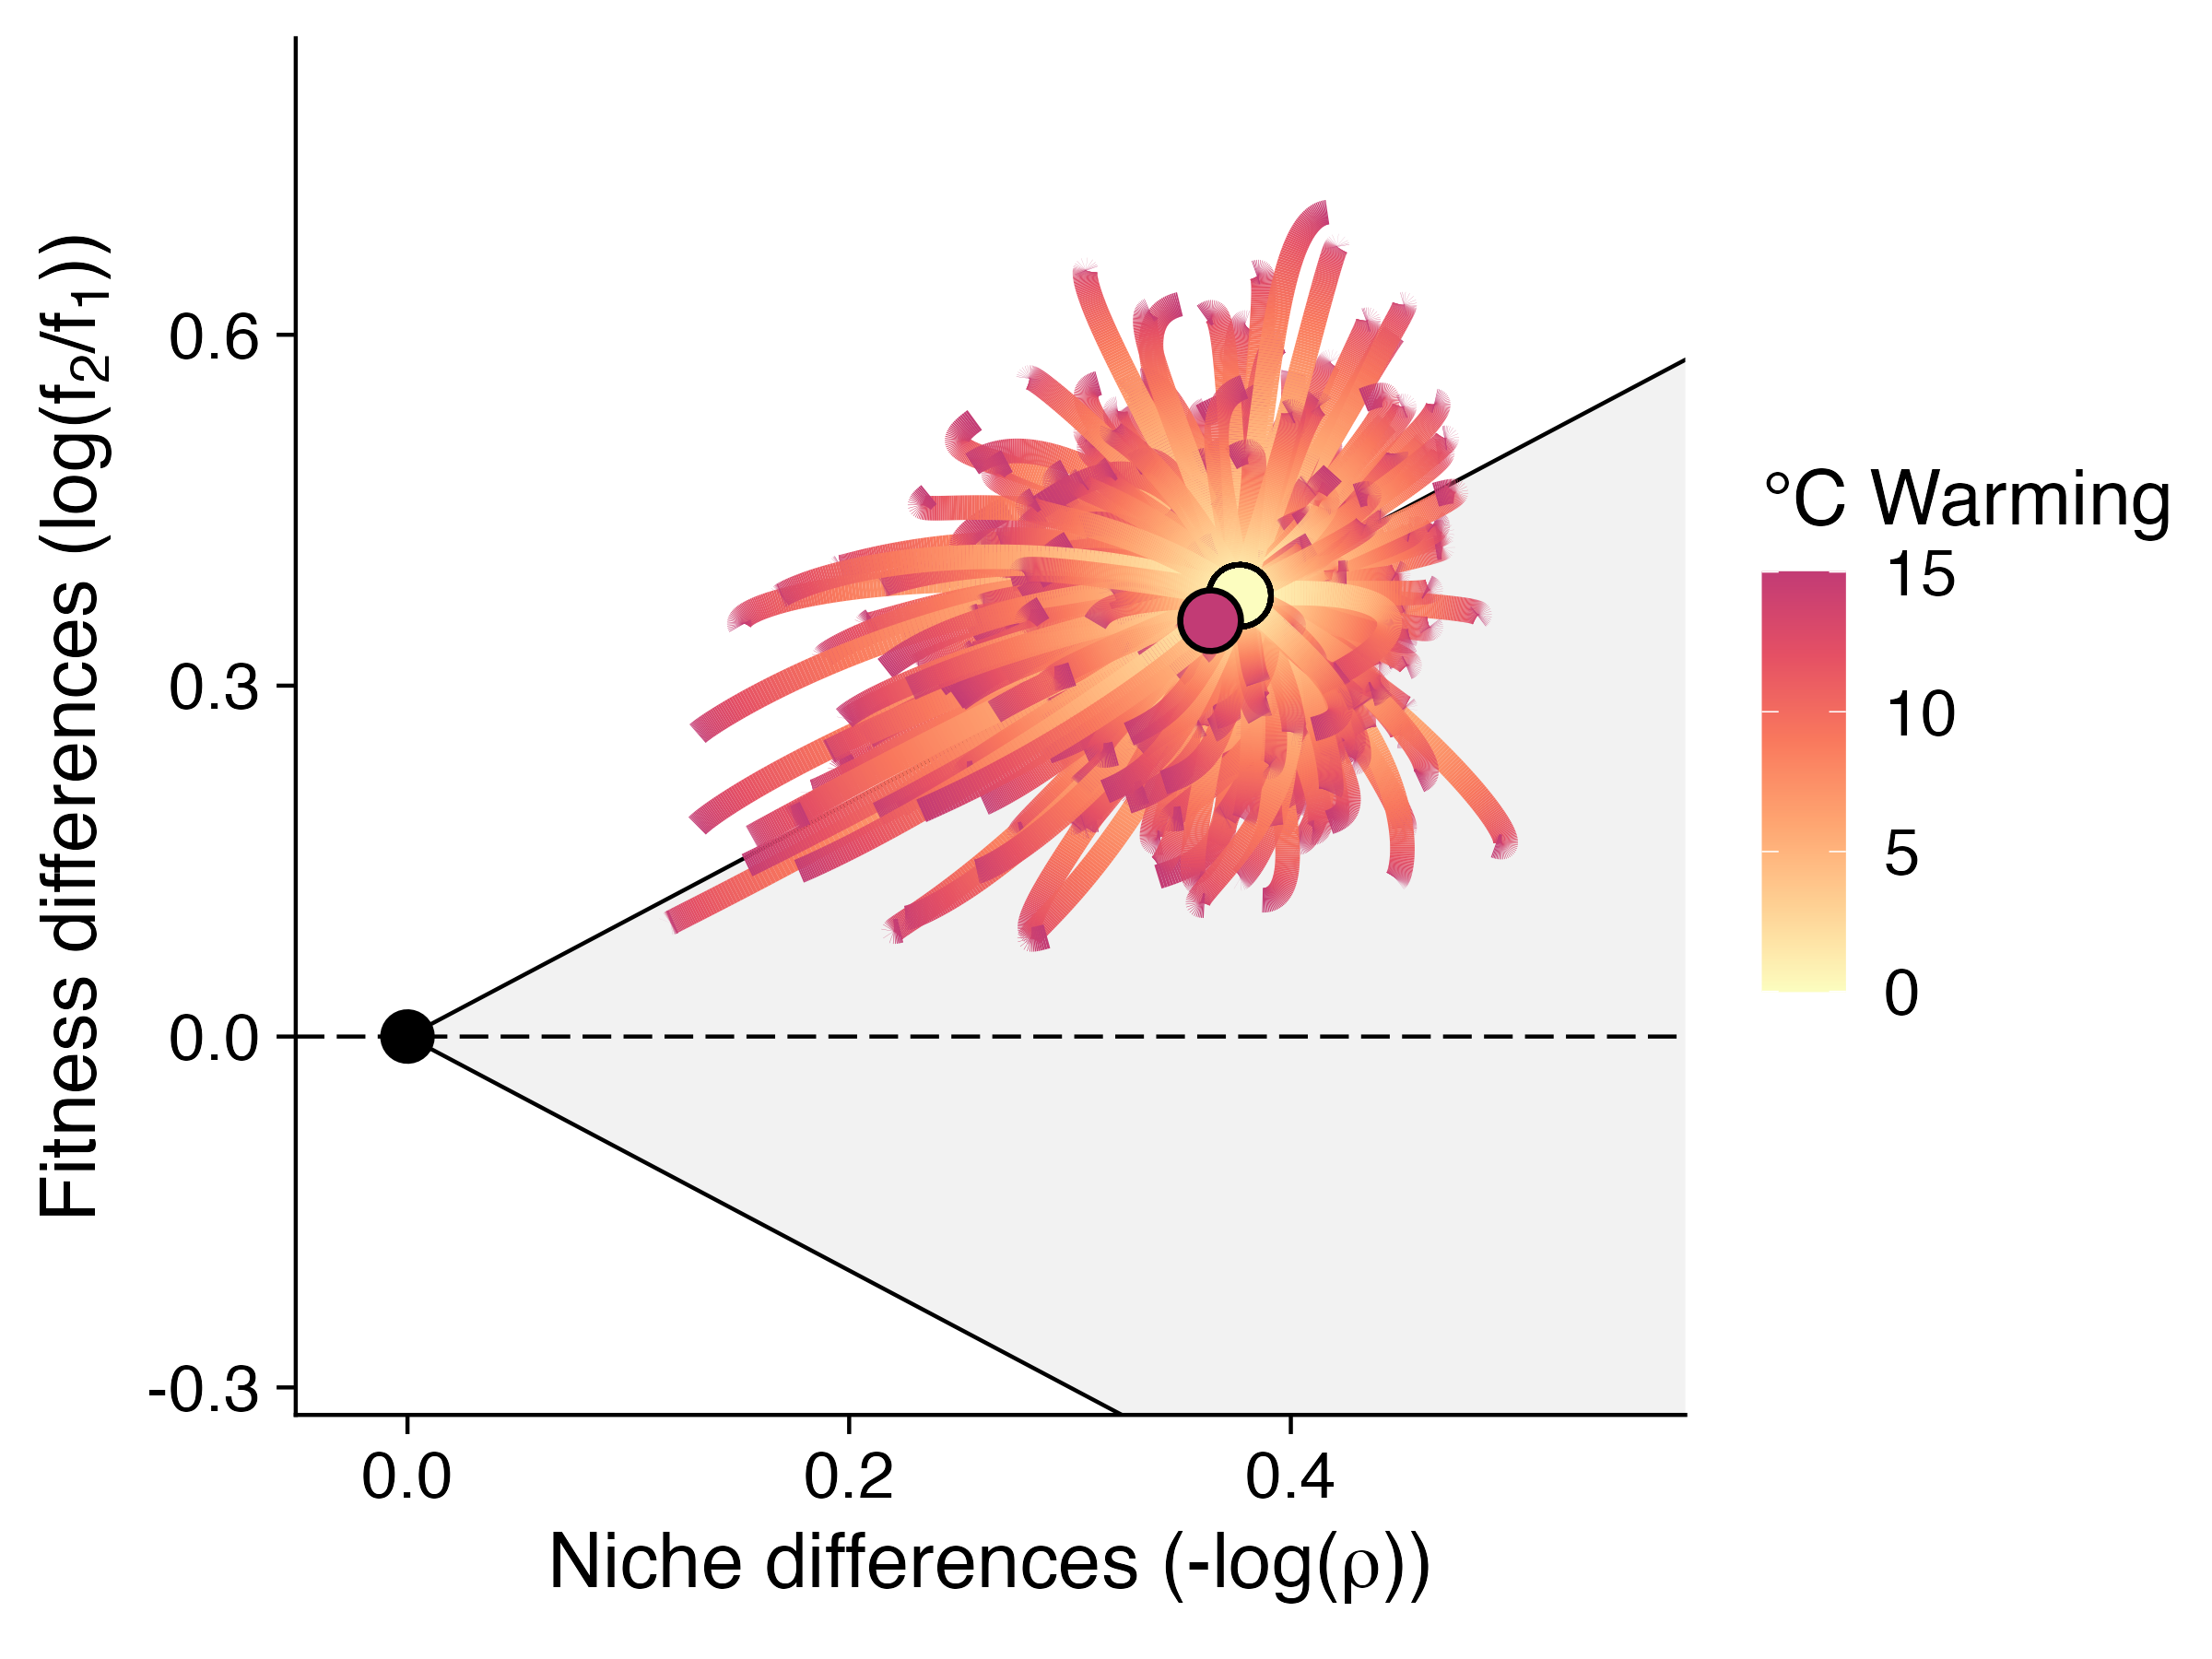 Fitness differences (log(f₂/f₁))
0.6
0.3
0.0
-0.3
0.0 0.2 0.4
Niche differences (-log(ρ))
°C Warming
15
10
5
0